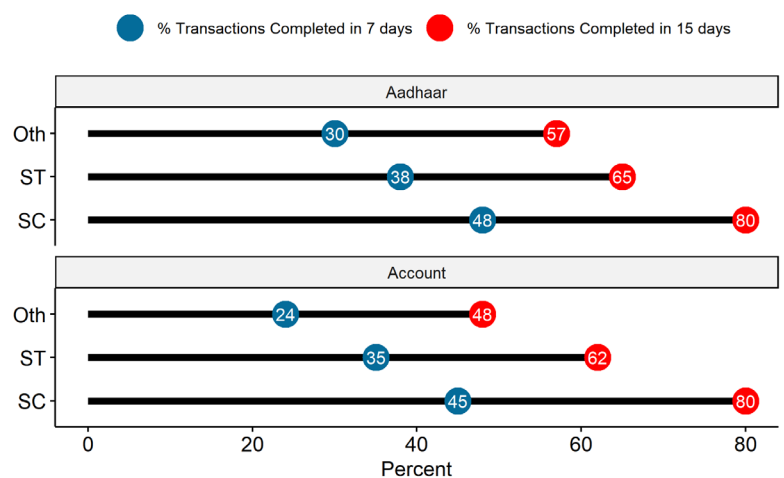 % Transactions Completed in 7 days % Transactions Completed in 15 days
Aadhaar
Oth 30 57
ST 38 65
SC 48 80
Account
Oth 24 48
ST 35 62
SC 45 80
0 20 40 60 80
Percent